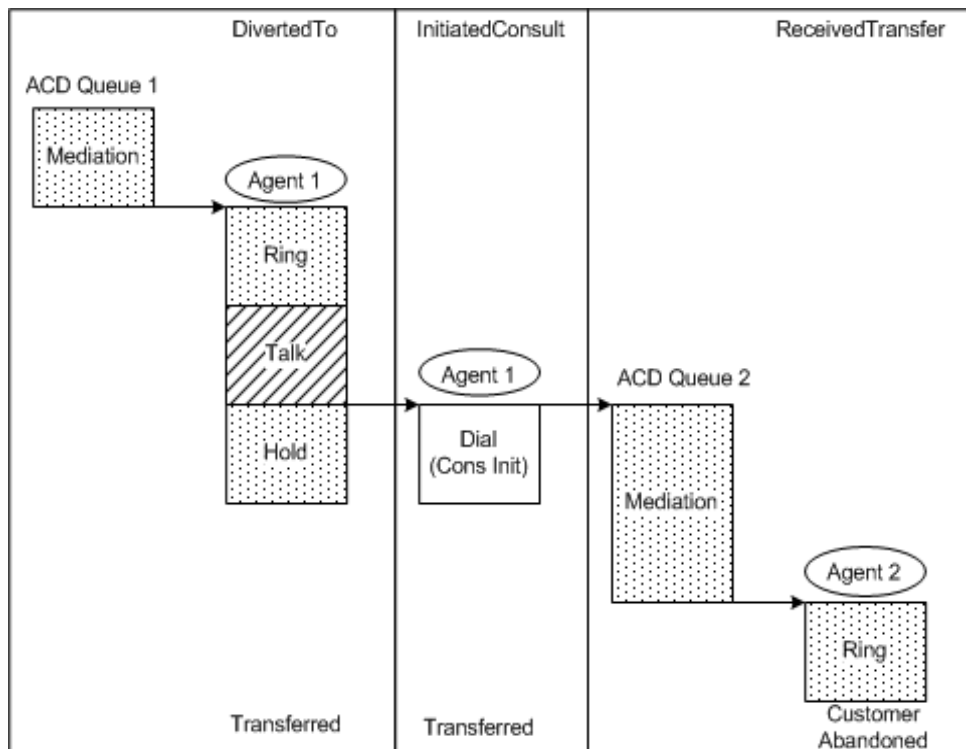 DivertedTo
InitiatedConsult
ReceivedTransfer
ACD Queue 1
Mediation
Agent 1
Ring
Talk
Hold
Agent 1
Dial
(Cons Init)
ACD Queue 2
Mediation
Agent 2
Ring
Transferred
Transferred
Customer
Abandoned